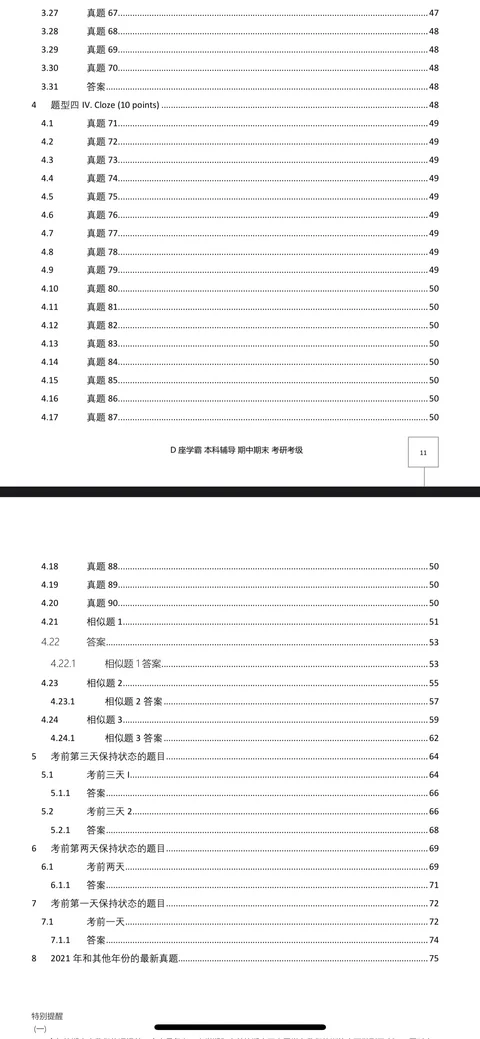 3.27 真题 67 47
3.28 真题 68 48
3.29 真题 69 48
3.30 真题 70 48
3.31 答案 48
4 题型四 IV. Cloze (10 points) 48
4.1 真题 71 49
4.2 真题 72 49
4.3 真题 73 49
4.4 真题 74 49
4.5 真题 75 49
4.6 真题 76 49
4.7 真题 77 49
4.8 真题 78 49
4.9 真题 79 49
4.10 真题 80 50
4.11 真题 81 50
4.12 真题 82 50
4.13 真题 83 50
4.14 真题 84 50
4.15 真题 85 50
4.16 真题 86 50
4.17 真题 87 50
D 座学霸 本科辅导 期中期末 考研考级 11
4.18 真题 88 50
4.19 真题 89 50
4.20 真题 90 50
4.21 相似题 1 51
4.22 答案 53
4.22.1 相似题 1 答案 53
4.23 相似题 2 55
4.23.1 相似题 2 答案 57
4.24 相似题 3 59
4.24.1 相似题 3 答案 62
5 考前第三天保持状态的题目 64
5.1 考前三天 I 64
5.1.1 答案 66
5.2 考前三天 2 66
5.2.1 答案 68
6 考前第两天保持状态的题目 69
6.1 考前两天 69
6.1.1 答案 71
7 考前第一天保持状态的题目 72
7.1 考前一天 72
7.1.1 答案 74
8 2021 年和其他年份的最新真题 75
特别提醒
(一)